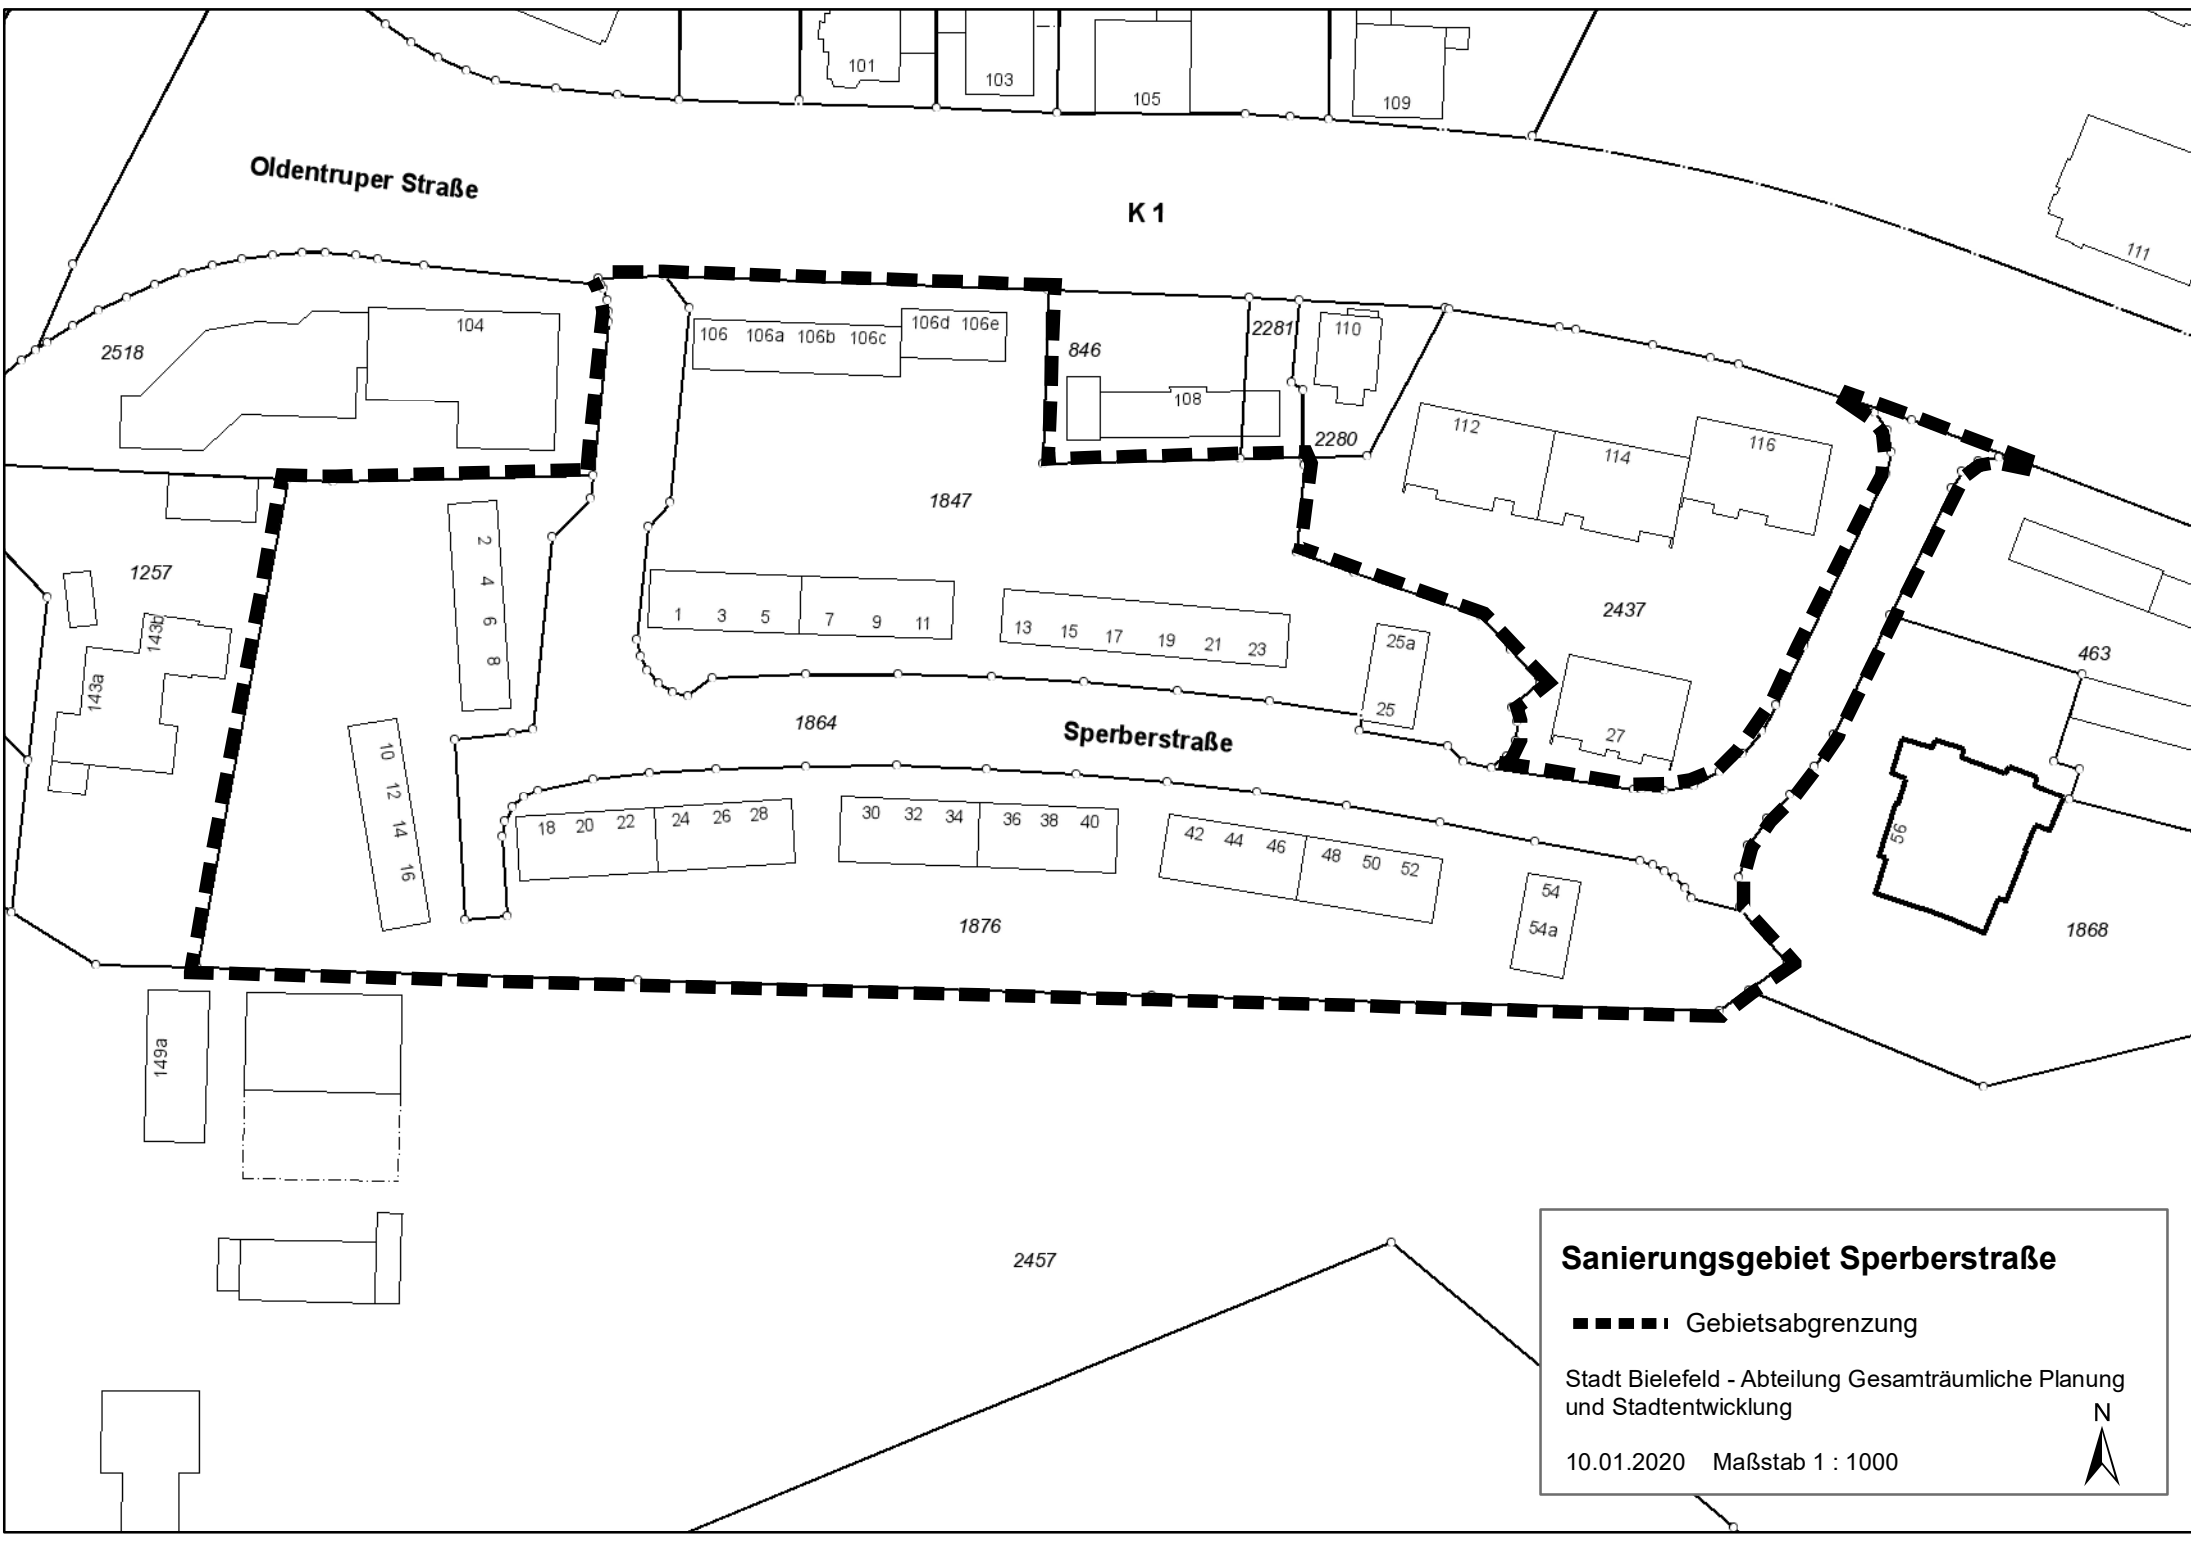 101
103
105
109
Oldentruper Straße
K 1
111
104
2518
106 106a 106b 106c 106d 106e
846
2281
110
108
2280
112
114
116
1847
2
4
6
8
1257
143b
143a
1 3 5 7 9 11
13 15 17 19 21 23
25a
25
2437
27
463
1864
Sperberstraße
10
12
14
16
18 20 22 24 26 28
30 32 34 36 38 40
42 44 46 48 50 52
54
54a
56
1876
1868
149a
2457
Sanierungsgebiet Sperberstraße
Gebietsabgrenzung
Stadt Bielefeld - Abteilung Gesamträumliche Planung
und Stadtentwicklung
N
10.01.2020 Maßstab 1 : 1000